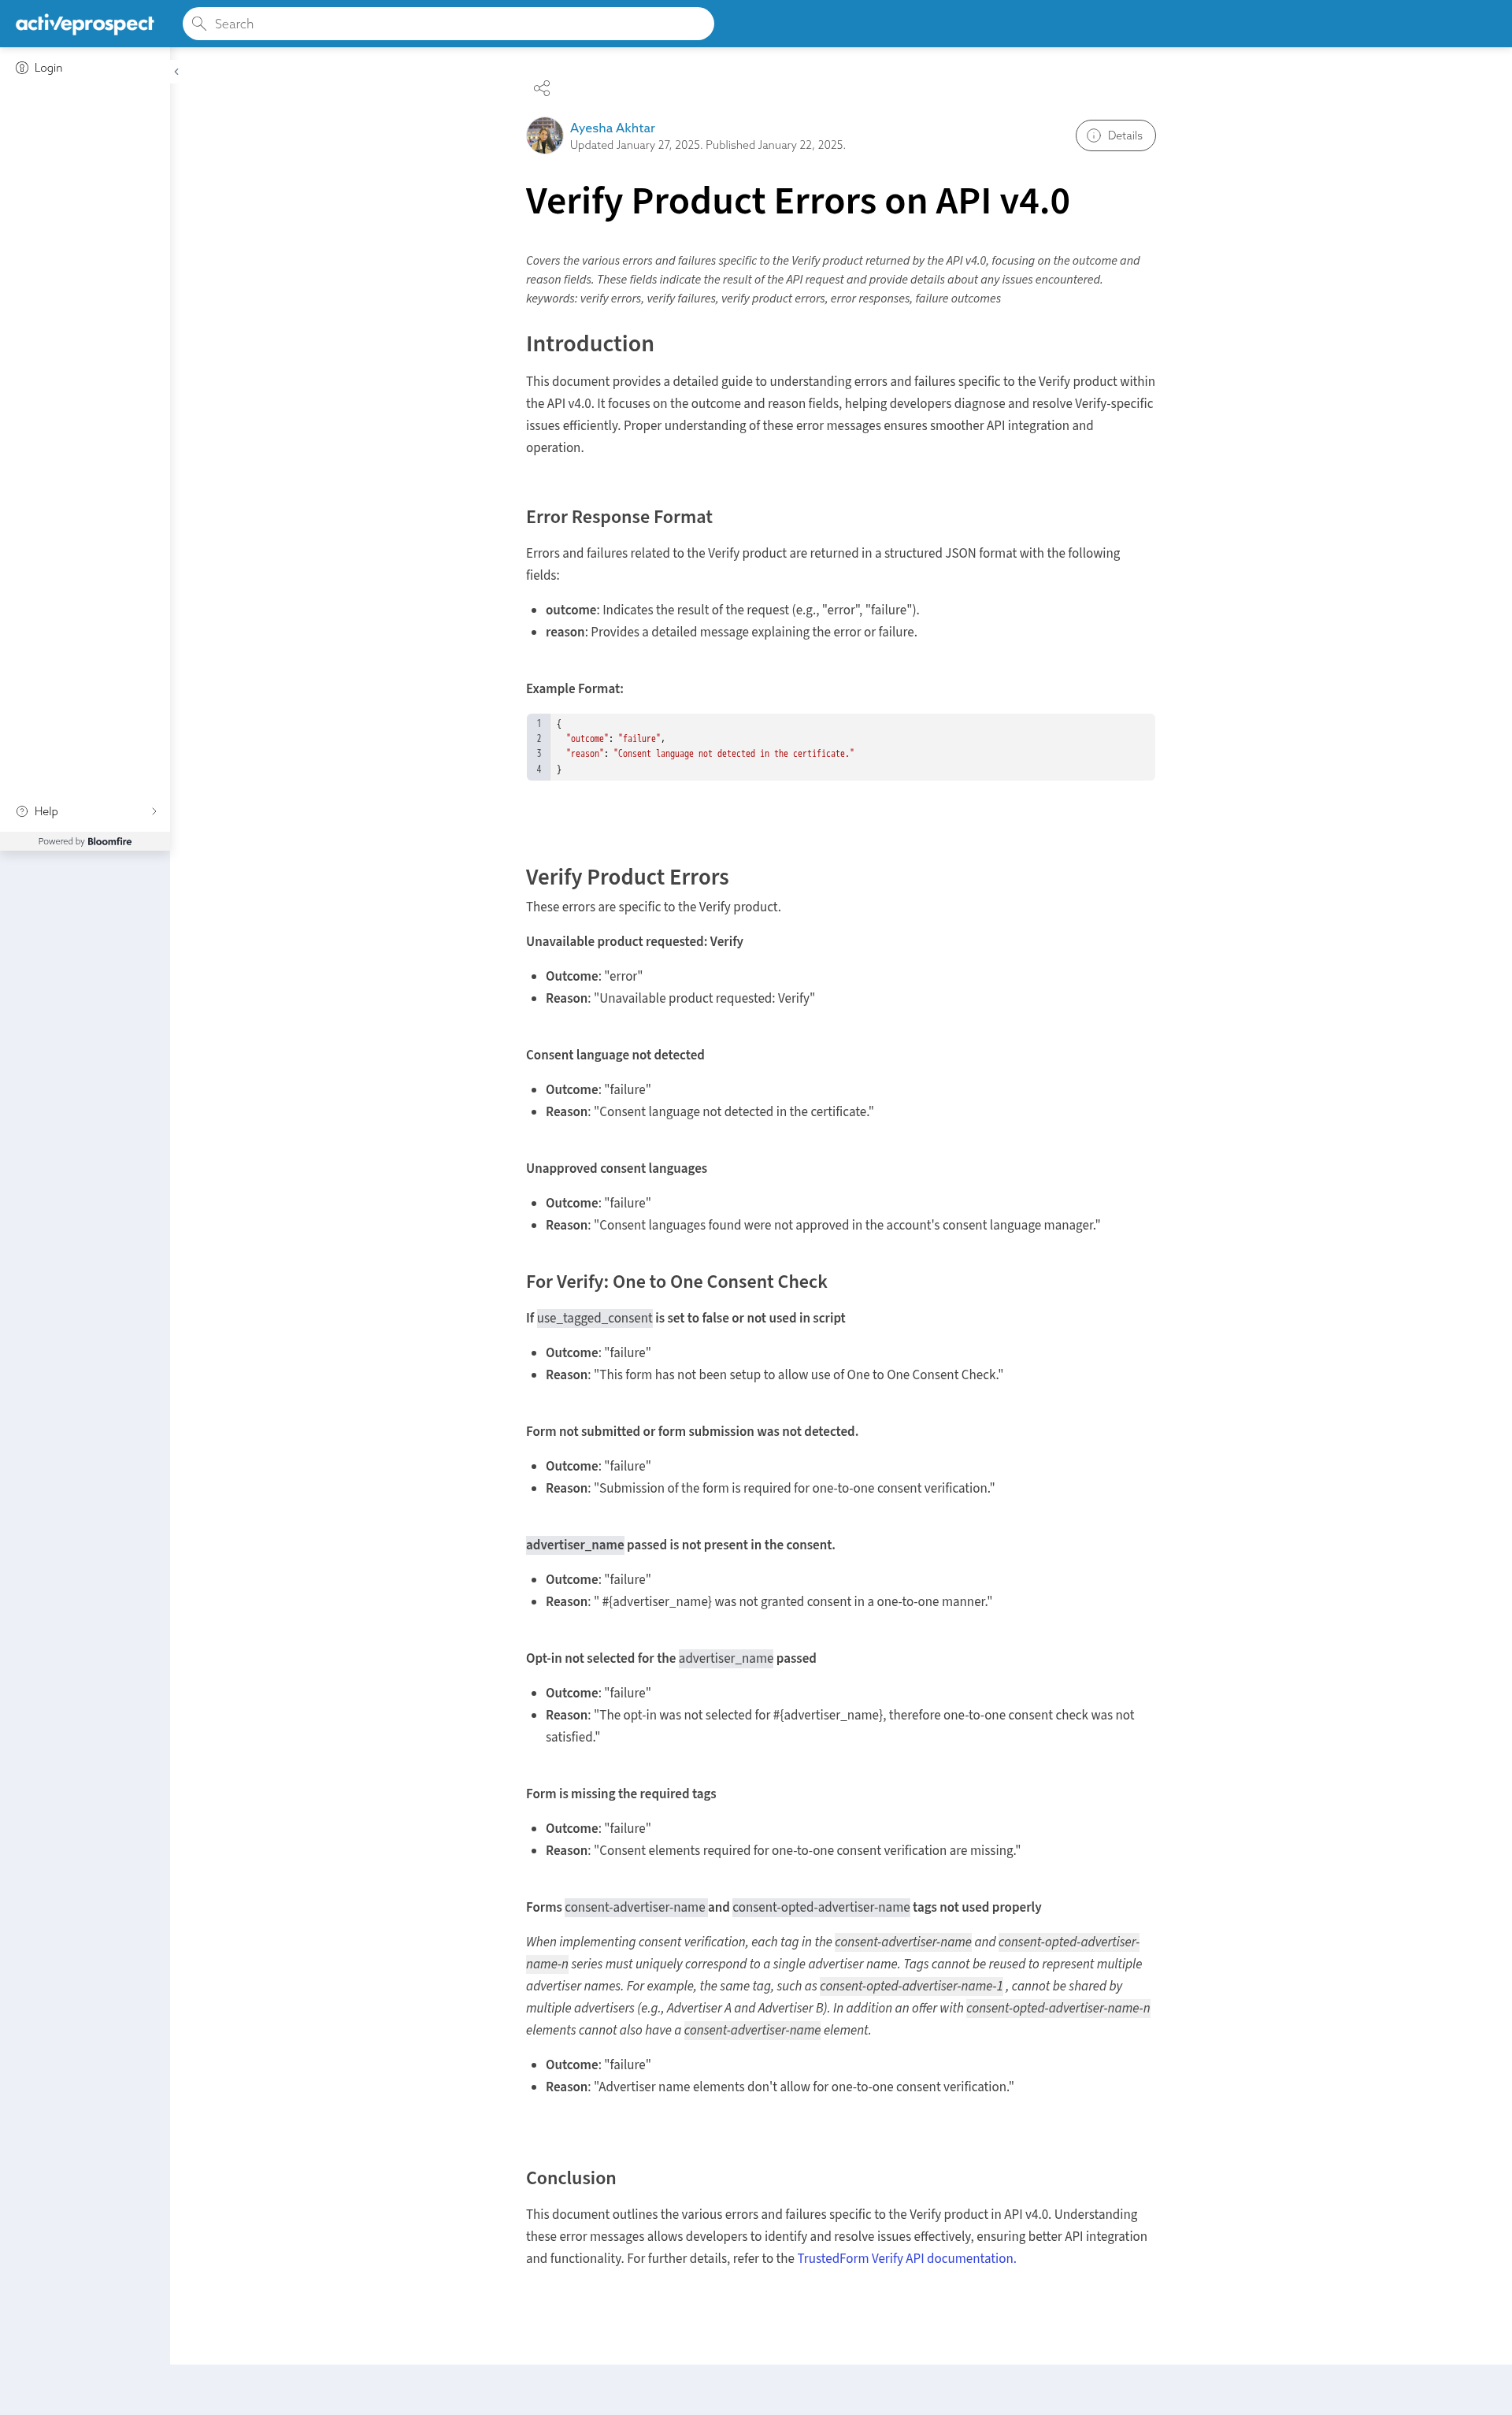 activeprospect
Search
Login
Ayesha Akhtar
Updated January 27, 2025. Published January 22, 2025.
Details
Verify Product Errors on API v4.0
Covers the various errors and failures specific to the Verify product returned by the API v4.0, focusing on the outcome and
reason fields. These fields indicate the result of the API request and provide details about any issues encountered.
keywords: verify errors, verify failures, verify product errors, error responses, failure outcomes
Introduction
This document provides a detailed guide to understanding errors and failures specific to the Verify product within
the API v4.0. It focuses on the outcome and reason fields, helping developers diagnose and resolve Verify-specific
issues efficiently. Proper understanding of these error messages ensures smoother API integration and
operation.
Error Response Format
Errors and failures related to the Verify product are returned in a structured JSON format with the following
fields:
• outcome: Indicates the result of the request (e.g., "error", "failure").
• reason: Provides a detailed message explaining the error or failure.
Example Format:
1 {
2 "outcome": "failure",
3 "reason": "Consent language not detected in the certificate."
4 }
Help
Powered by Bloomfire
Verify Product Errors
These errors are specific to the Verify product.
Unavailable product requested: Verify
• Outcome: "error"
• Reason: "Unavailable product requested: Verify"
Consent language not detected
• Outcome: "failure"
• Reason: "Consent language not detected in the certificate."
Unapproved consent languages
• Outcome: "failure"
• Reason: "Consent languages found were not approved in the account's consent language manager."
For Verify: One to One Consent Check
If use_tagged_consent is set to false or not used in script
• Outcome: "failure"
• Reason: "This form has not been setup to allow use of One to One Consent Check."
Form not submitted or form submission was not detected.
• Outcome: "failure"
• Reason: "Submission of the form is required for one-to-one consent verification."
advertiser_name passed is not present in the consent.
• Outcome: "failure"
• Reason: " #{advertiser_name} was not granted consent in a one-to-one manner."
Opt-in not selected for the advertiser_name passed
• Outcome: "failure"
• Reason: "The opt-in was not selected for #{advertiser_name}, therefore one-to-one consent check was not
satisfied."
Form is missing the required tags
• Outcome: "failure"
• Reason: "Consent elements required for one-to-one consent verification are missing."
Forms consent-advertiser-name and consent-opted-advertiser-name tags not used properly
When implementing consent verification, each tag in the consent-advertiser-name and consent-opted-advertiser-
name-n series must uniquely correspond to a single advertiser name. Tags cannot be reused to represent multiple
advertiser names. For example, the same tag, such as consent-opted-advertiser-name-1 , cannot be shared by
multiple advertisers (e.g., Advertiser A and Advertiser B). In addition an offer with consent-opted-advertiser-name-n
elements cannot also have a consent-advertiser-name element.
• Outcome: "failure"
• Reason: "Advertiser name elements don't allow for one-to-one consent verification."
Conclusion
This document outlines the various errors and failures specific to the Verify product in API v4.0. Understanding
these error messages allows developers to identify and resolve issues effectively, ensuring better API integration
and functionality. For further details, refer to the TrustedForm Verify API documentation.